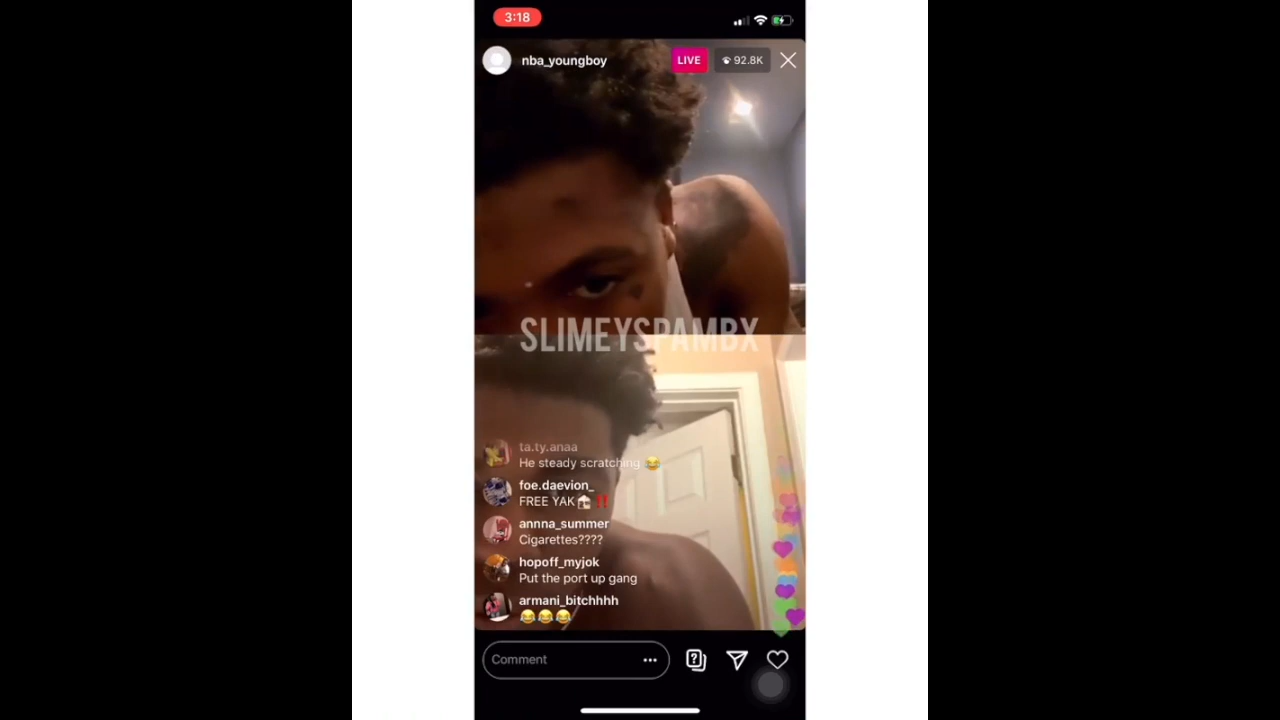 3:18
nba_youngboy LIVE 92.8K
SLIMEYSPAMBX
ta.ty.anaa
He steady scratching 😂
foe.daevion_
FREE YAK🏚‼️
annna_summer
Cigarettes????
hopoff_myjok
Put the port up gang
armani_bitchhhh
😂😂😂
Comment